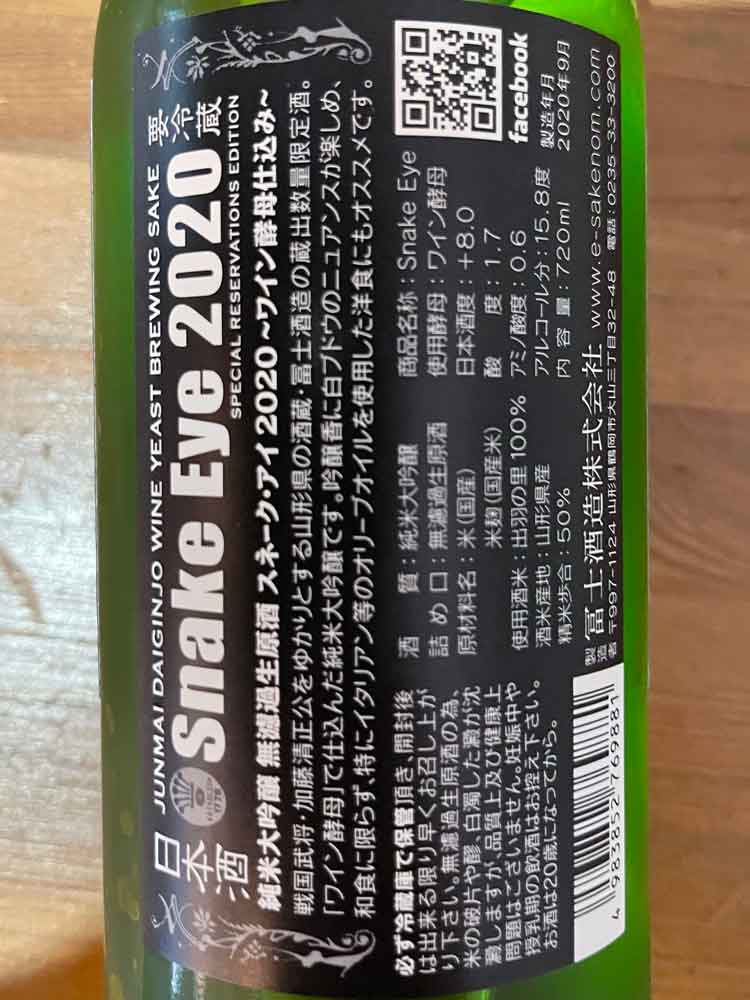 日本酒
JUNMAI DAIGINJO WINE YEAST BREWING SAKE
Snake Eye 2020
SPECIAL RESERVATIONS EDITION
要冷蔵
純米大吟醸 無濾過生原酒 スネーク・アイ2020 ~ワイン酵母仕込み~
戦国武将・加藤清正公をゆかりとする山形県の酒蔵・冨士酒造の蔵出数量限定酒。
「ワイン酵母」で仕込んだ純米大吟醸です。吟醸香に白ブドウのニュアンスが楽しめ、
和食に限らず、特にイタリアン等のオリーブオイルを使用した洋食にもオススメです。
必ず冷蔵庫で保管頂き、開封後
は出来る限り早くお召し上が
り下さい。無濾過生原酒の為、
米の破片や醪、白濁した澱が沈
澱しますが、品質上及び健康上
問題はございません。妊娠中や
授乳期の飲酒はお控え下さい。
お酒は20歳になってから。
4 983852 769881
酒 質:純米大吟醸
詰め口:無濾過生原酒
原材料名:米(国産)
米麹(国産米)
使用酒米:出羽の里100%
酒米産地:山形県産
精米歩合:50%
商品名称:Snake Eye
使用酵母:ワイン酵母
日本酒度:+8.0
酸 度:1.7
アミノ酸度:0.6
アルコール分:15.8度
内容量:720ml
facebook
製造年月
2020年9月
製造者 冨士酒造株式会社 www.e-sakenom.com
〒997-1124 山形県鶴岡市大山三丁目32-48 電話:0235-33-3200